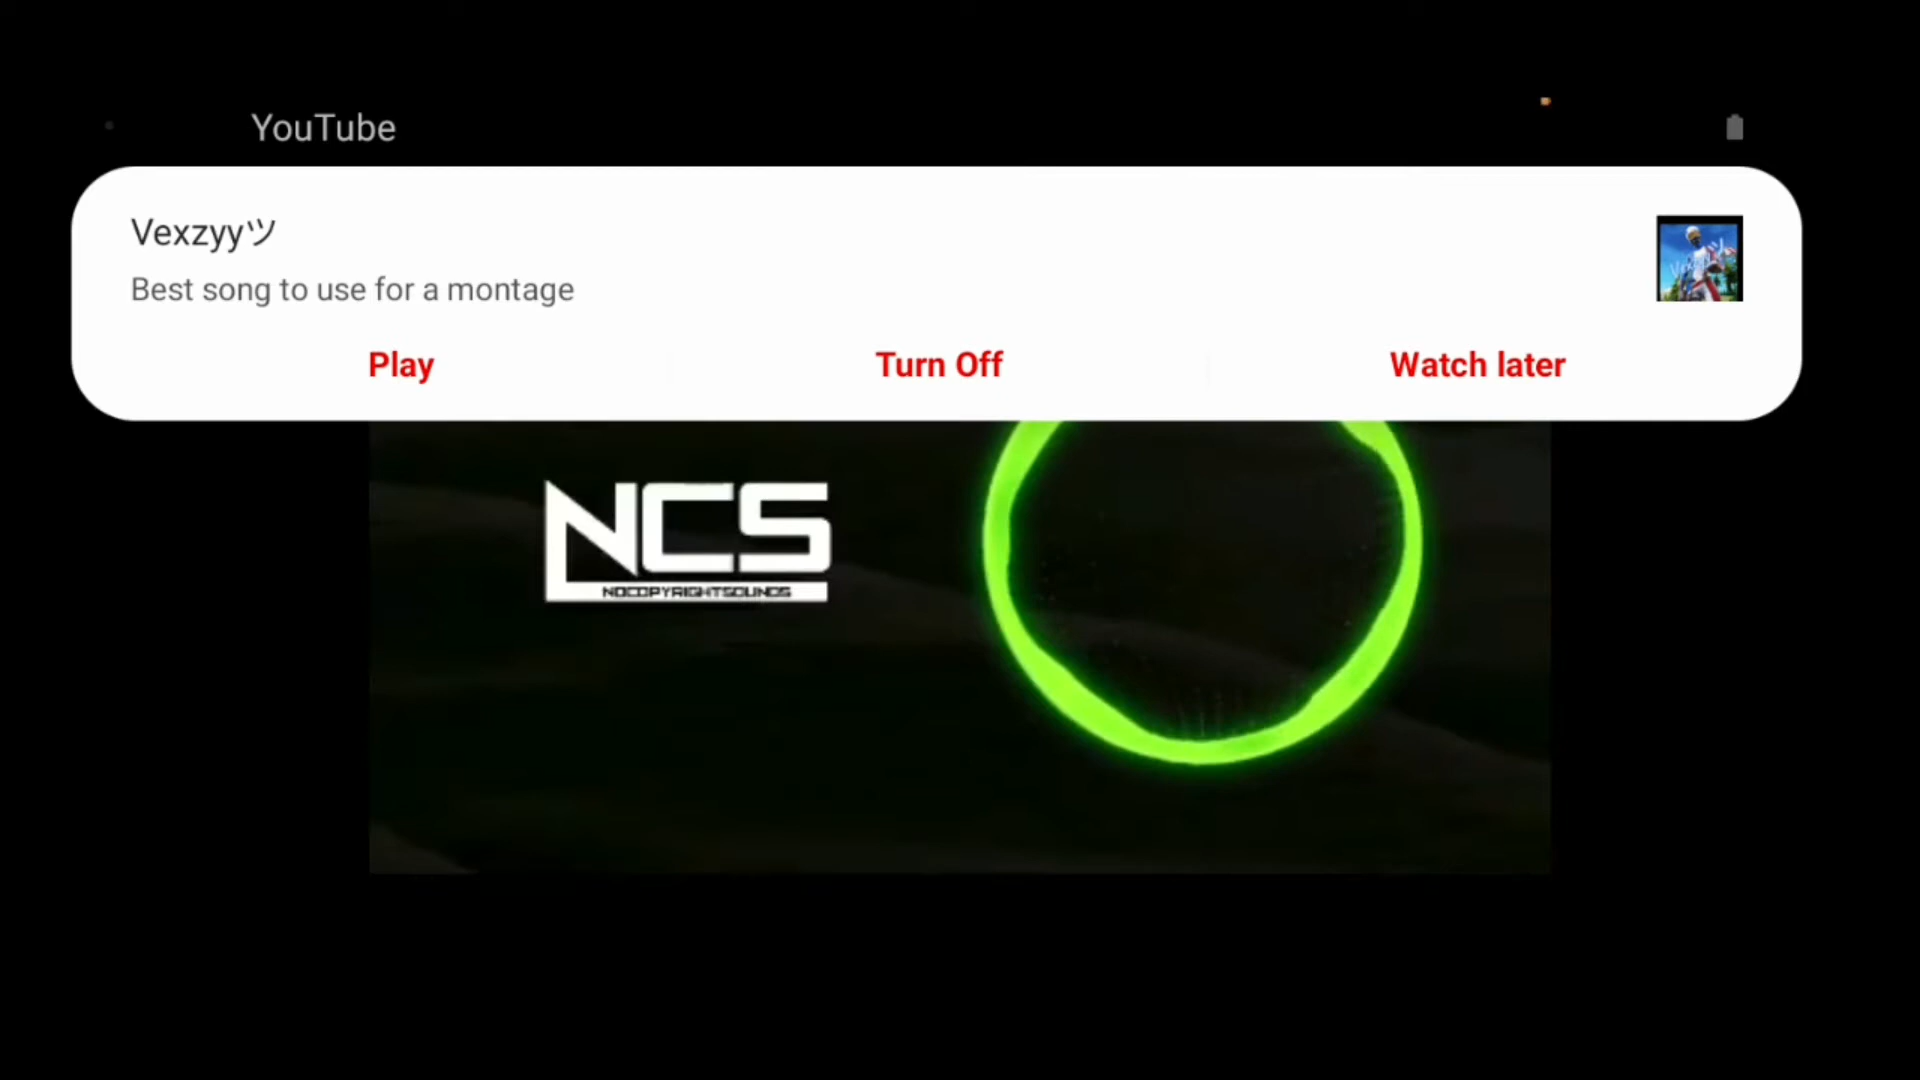 YouTube
Vexzyyツ
Best song to use for a montage
Play
Turn Off
Watch later
NCS
NOCOPYRIGHTSOUNDS